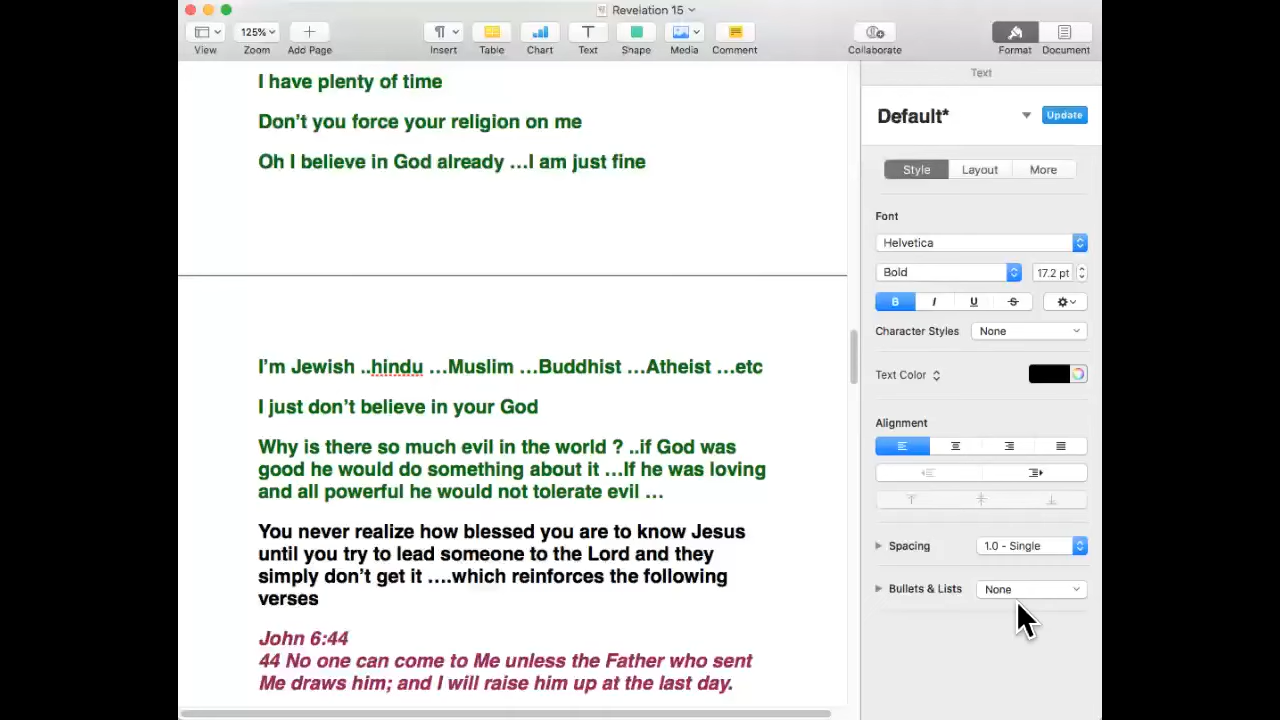 Revelation 15
125%
View
Zoom
Add Page
Insert
Table
Chart
Text
Shape
Media
Comment
Collaborate
Format
Document
I have plenty of time
Don’t you force your religion on me
Oh I believe in God already …I am just fine
I’m Jewish ..hindu …Muslim …Buddhist …Atheist …etc
I just don’t believe in your God
Why is there so much evil in the world ? ..if God was
good he would do something about it …If he was loving
and all powerful he would not tolerate evil …
You never realize how blessed you are to know Jesus
until you try to lead someone to the Lord and they
simply don’t get it ….which reinforces the following
verses
John 6:44
44 No one can come to Me unless the Father who sent
Me draws him; and I will raise him up at the last day.
Text
Default*
Update
Style
Layout
More
Font
Helvetica
Bold
17.2 pt
B I U S
Character Styles
None
Text Color
Alignment
Spacing
1.0 - Single
Bullets & Lists
None